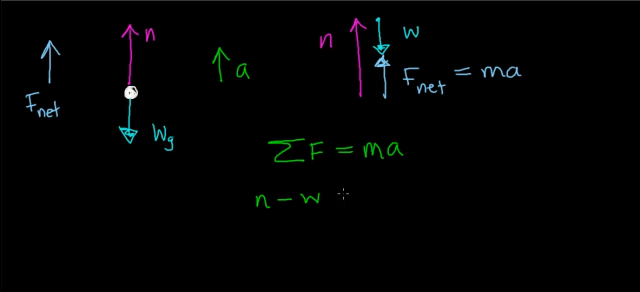 n
n
w
a
F_net = ma
F_net
W_g
ΣF = ma
n - w